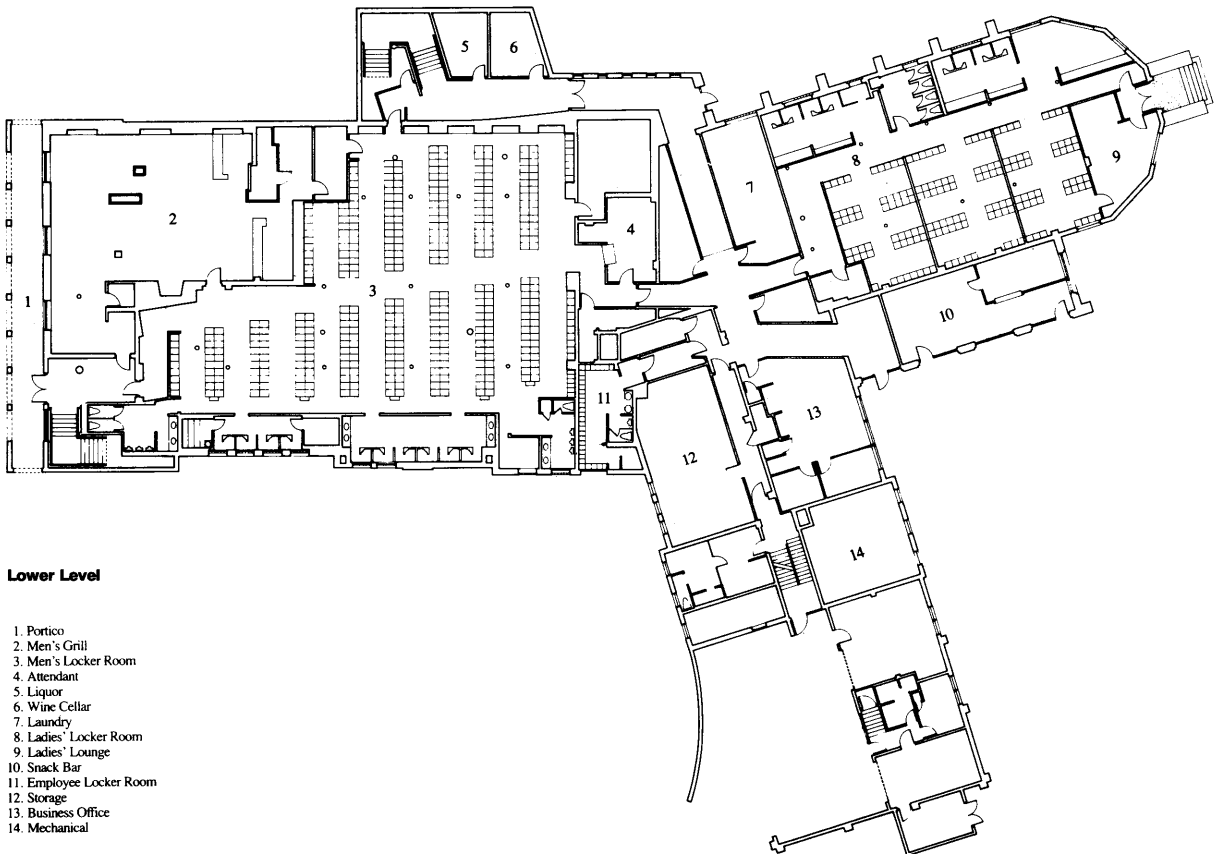 5
6
7
8
9
2
4
1
3
10
11
13
12
14
Lower Level
1. Portico
2. Men's Grill
3. Men's Locker Room
4. Attendant
5. Liquor
6. Wine Cellar
7. Laundry
8. Ladies' Locker Room
9. Ladies' Lounge
10. Snack Bar
11. Employee Locker Room
12. Storage
13. Business Office
14. Mechanical